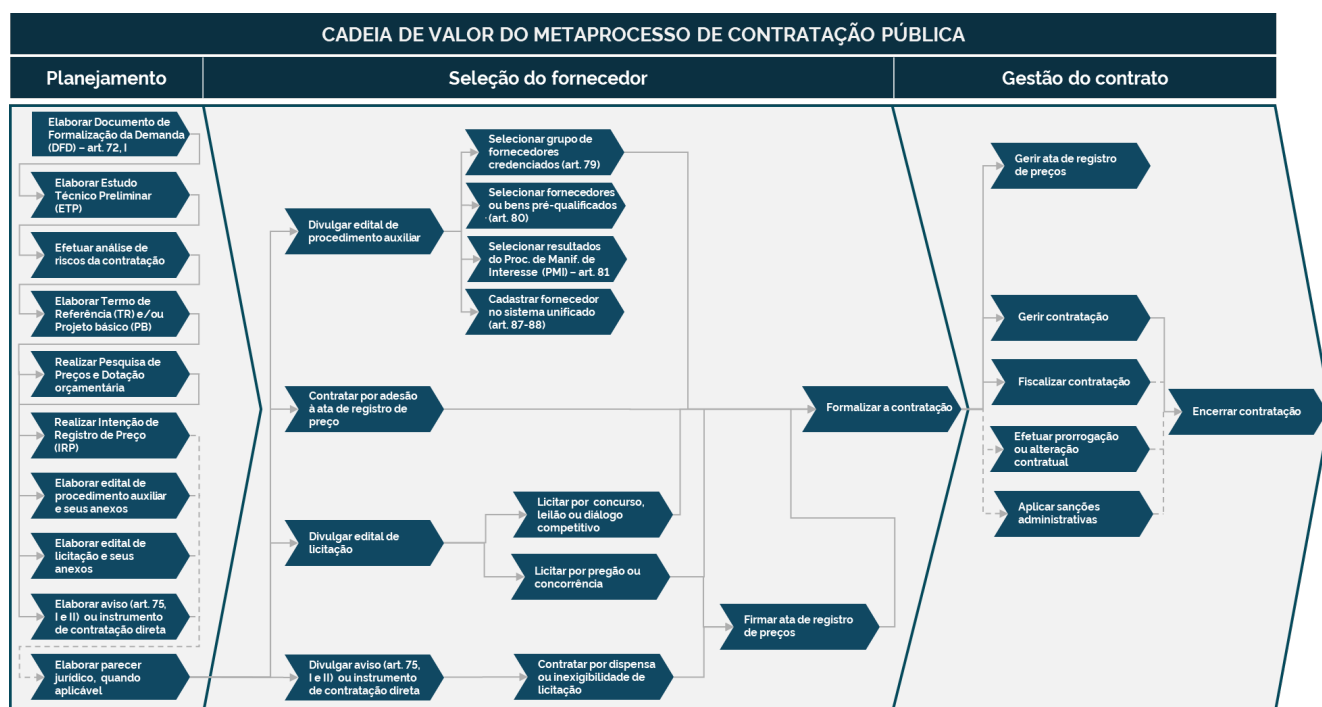 CADEIA DE VALOR DO METAPROCESSO DE CONTRATAÇÃO PÚBLICA
Planejamento
Seleção do fornecedor
Gestão do contrato
Elaborar Documento de
Formalização da Demanda
(DFD) – art. 72, I
Elaborar Estudo
Técnico Preliminar
(ETP)
Efetuar análise de
riscos da contratação
Elaborar Termo de
Referência (TR) e/ou
Projeto básico (PB)
Realizar Pesquisa de
Preços e Dotação
orçamentária
Realizar Intenção de
Registro de Preço
(IRP)
Elaborar edital de
procedimento auxiliar
e seus anexos
Elaborar edital de
licitação e seus
anexos
Elaborar aviso (art. 75,
I e II) ou instrumento
de contratação direta
Elaborar parecer
jurídico, quando
aplicável
Divulgar edital de
procedimento auxiliar
Selecionar grupo de
fornecedores
credenciados (art. 79)
Selecionar fornecedores
ou bens pré-qualificados
(art. 80)
Selecionar resultados
do Proc. de Manif. de
Interesse (PMI) – art. 81
Cadastrar fornecedor
no sistema unificado
(art. 87-88)
Contratar por adesão
à ata de registro de
preço
Divulgar edital de
licitação
Licitar por concurso,
leilão ou diálogo
competitivo
Licitar por pregão ou
concorrência
Divulgar aviso (art. 75,
I e II) ou instrumento
de contratação direta
Contratar por dispensa
ou inexigibilidade de
licitação
Firmar ata de registro
de preços
Formalizar a contratação
Gerir ata de registro
de preços
Gerir contratação
Fiscalizar contratação
Efetuar prorrogação
ou alteração
contratual
Aplicar sanções
administrativas
Encerrar contratação